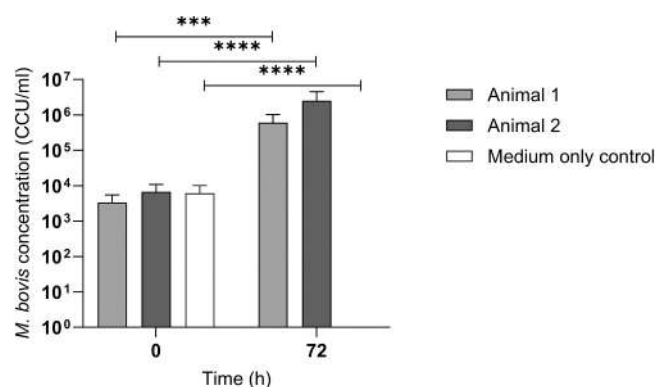 ***
****
****
10⁷
10⁶
10⁵
10⁴
10³
10²
10¹
10⁰
M. bovis concentration (CCU/ml)
0
72
Time (h)
Animal 1
Animal 2
Medium only control